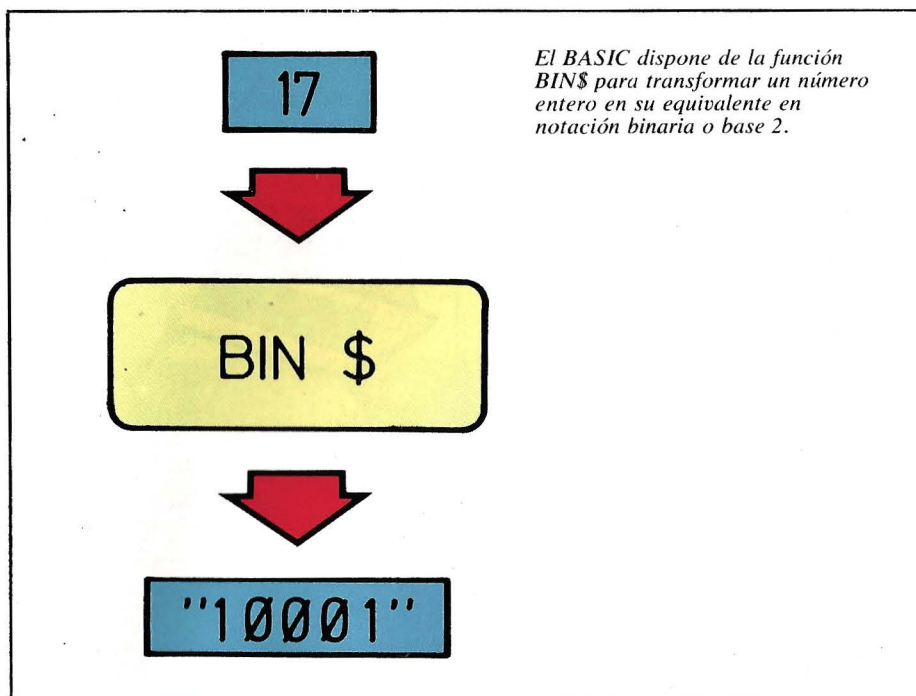 17
El BASIC dispone de la función
BIN$ para transformar un número
entero en su equivalente en
notación binaria o base 2.
BIN $
"10001"